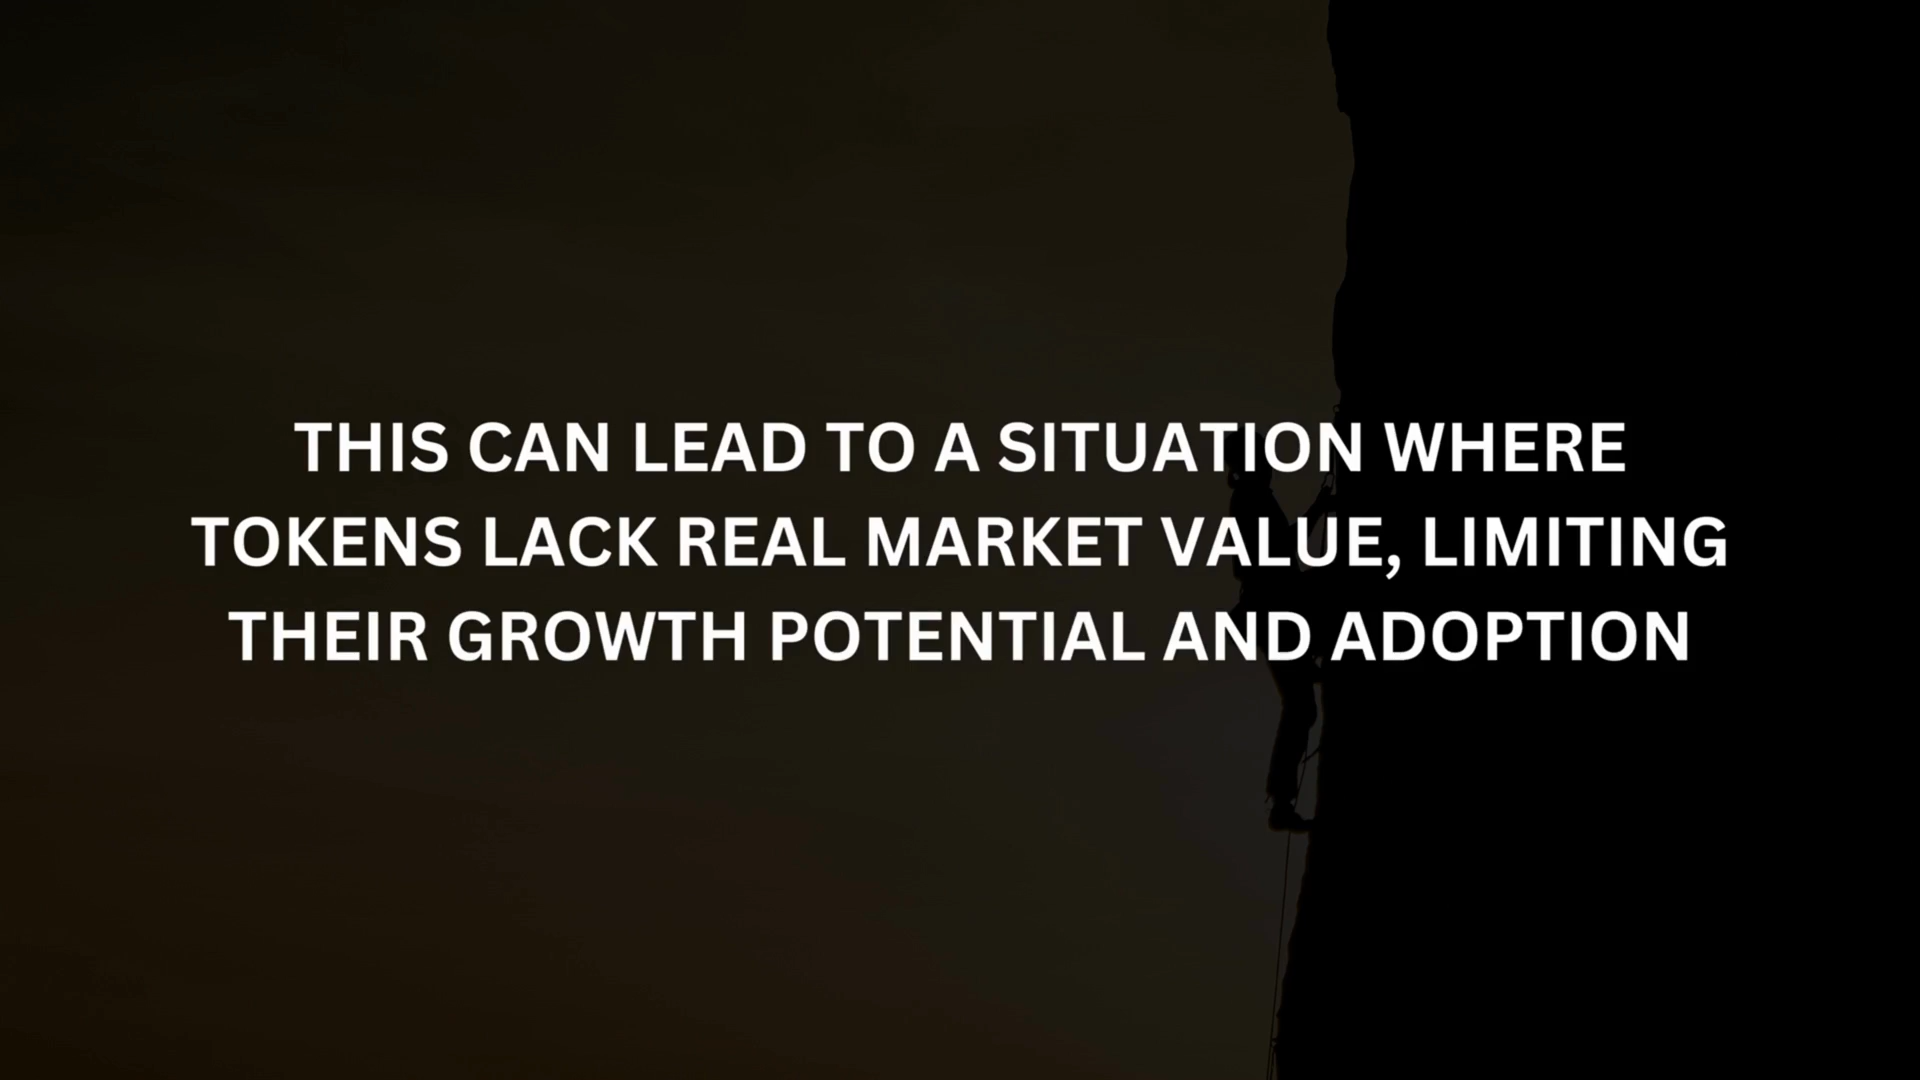 THIS CAN LEAD TO A SITUATION WHERE
TOKENS LACK REAL MARKET VALUE, LIMITING
THEIR GROWTH POTENTIAL AND ADOPTION